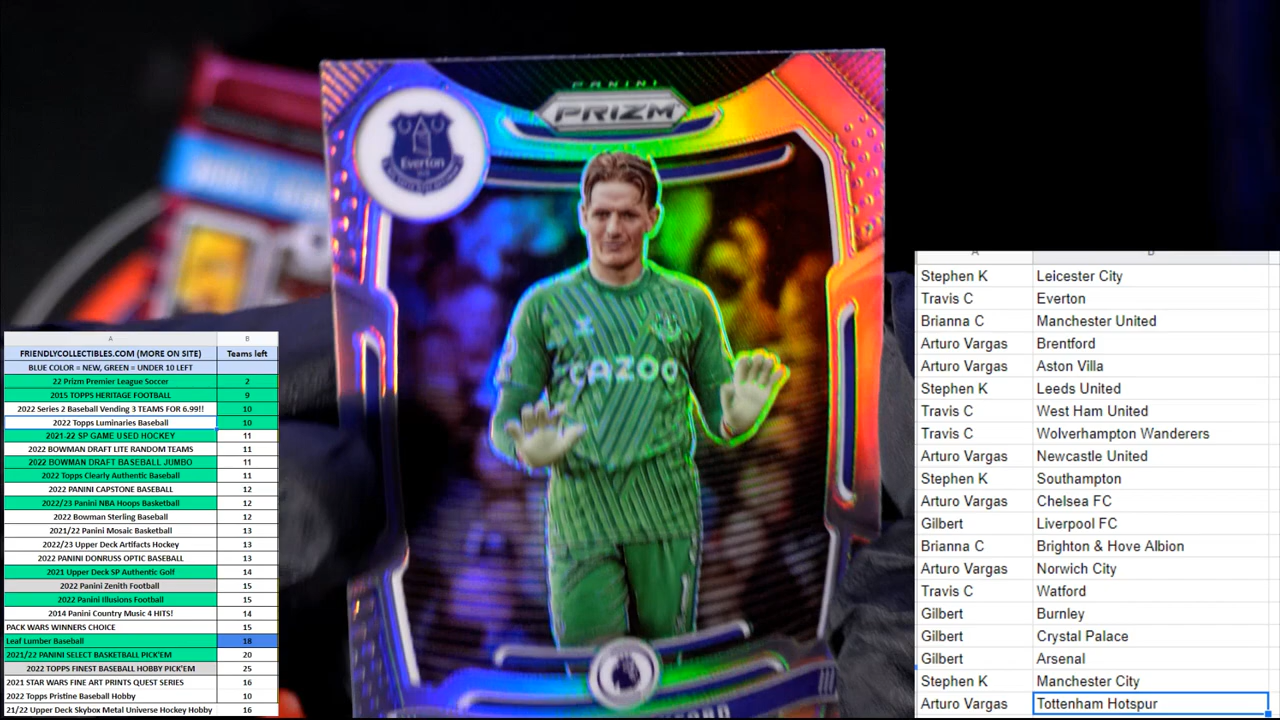 PANINI
PRIZM
Everton
CAZOO
A B
FRIENDLYCOLLECTIBLES.COM (MORE ON SITE) Teams left
BLUE COLOR = NEW, GREEN = UNDER 10 LEFT
22 Prizm Premier League Soccer 2
2015 TOPPS HERITAGE FOOTBALL 9
2022 Series 2 Baseball Vending 3 TEAMS FOR 6.99!! 10
2022 Topps Luminaries Baseball 10
2021-22 SP GAME USED HOCKEY 11
2022 BOWMAN DRAFT LITE RANDOM TEAMS 11
2022 BOWMAN DRAFT BASEBALL JUMBO 11
2022 Topps Clearly Authentic Baseball 11
2022 PANINI CAPSTONE BASEBALL 12
2022/23 Panini NBA Hoops Basketball 12
2022 Bowman Sterling Baseball 12
2021/22 Panini Mosaic Basketball 13
2022/23 Upper Deck Artifacts Hockey 13
2022 PANINI DONRUSS OPTIC BASEBALL 13
2021 Upper Deck SP Authentic Golf 14
2022 Panini Zenith Football 15
2022 Panini Illusions Football 15
2014 Panini Country Music 4 HITS! 14
PACK WARS WINNERS CHOICE 15
Leaf Lumber Baseball 18
2021/22 PANINI SELECT BASKETBALL PICK'EM 20
2022 TOPPS FINEST BASEBALL HOBBY PICK'EM 25
2021 STAR WARS FINE ART PRINTS QUEST SERIES 16
2022 Topps Pristine Baseball Hobby 10
21/22 Upper Deck Skybox Metal Universe Hockey Hobby 16
Stephen K Leicester City
Travis C Everton
Brianna C Manchester United
Arturo Vargas Brentford
Arturo Vargas Aston Villa
Stephen K Leeds United
Travis C West Ham United
Travis C Wolverhampton Wanderers
Arturo Vargas Newcastle United
Stephen K Southampton
Arturo Vargas Chelsea FC
Gilbert Liverpool FC
Brianna C Brighton & Hove Albion
Arturo Vargas Norwich City
Travis C Watford
Gilbert Burnley
Gilbert Crystal Palace
Gilbert Arsenal
Stephen K Manchester City
Arturo Vargas Tottenham Hotspur